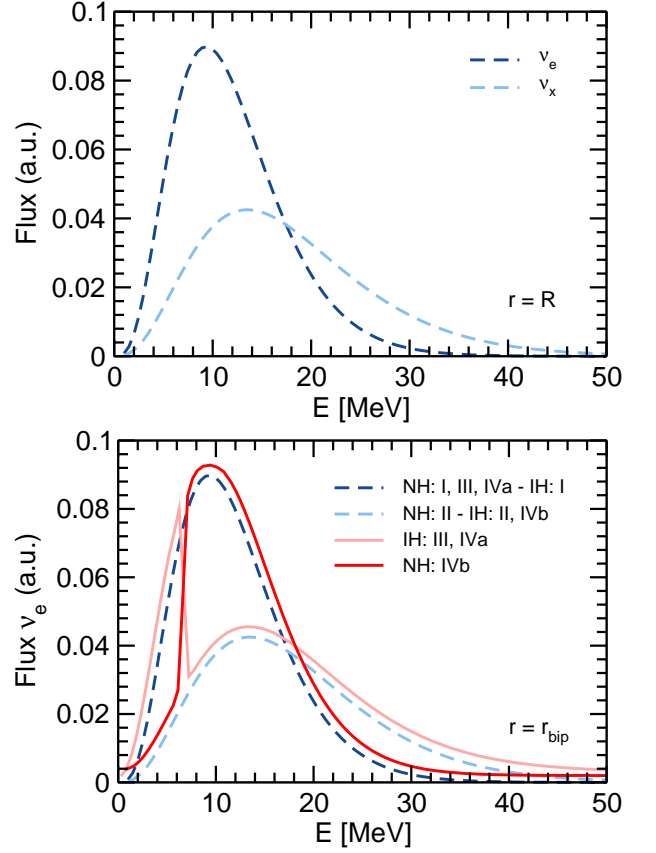 0.1
0.08
0.06
0.04
0.02
0
Flux (a.u.)
ν_e
ν_x
r = R
0 10 20 30 40 50
E [MeV]
0.1
0.08
0.06
0.04
0.02
0
Flux ν_e (a.u.)
NH: I, III, IVa - IH: I
NH: II - IH: II, IVb
IH: III, IVa
NH: IVb
r = r_bip
0 10 20 30 40 50
E [MeV]